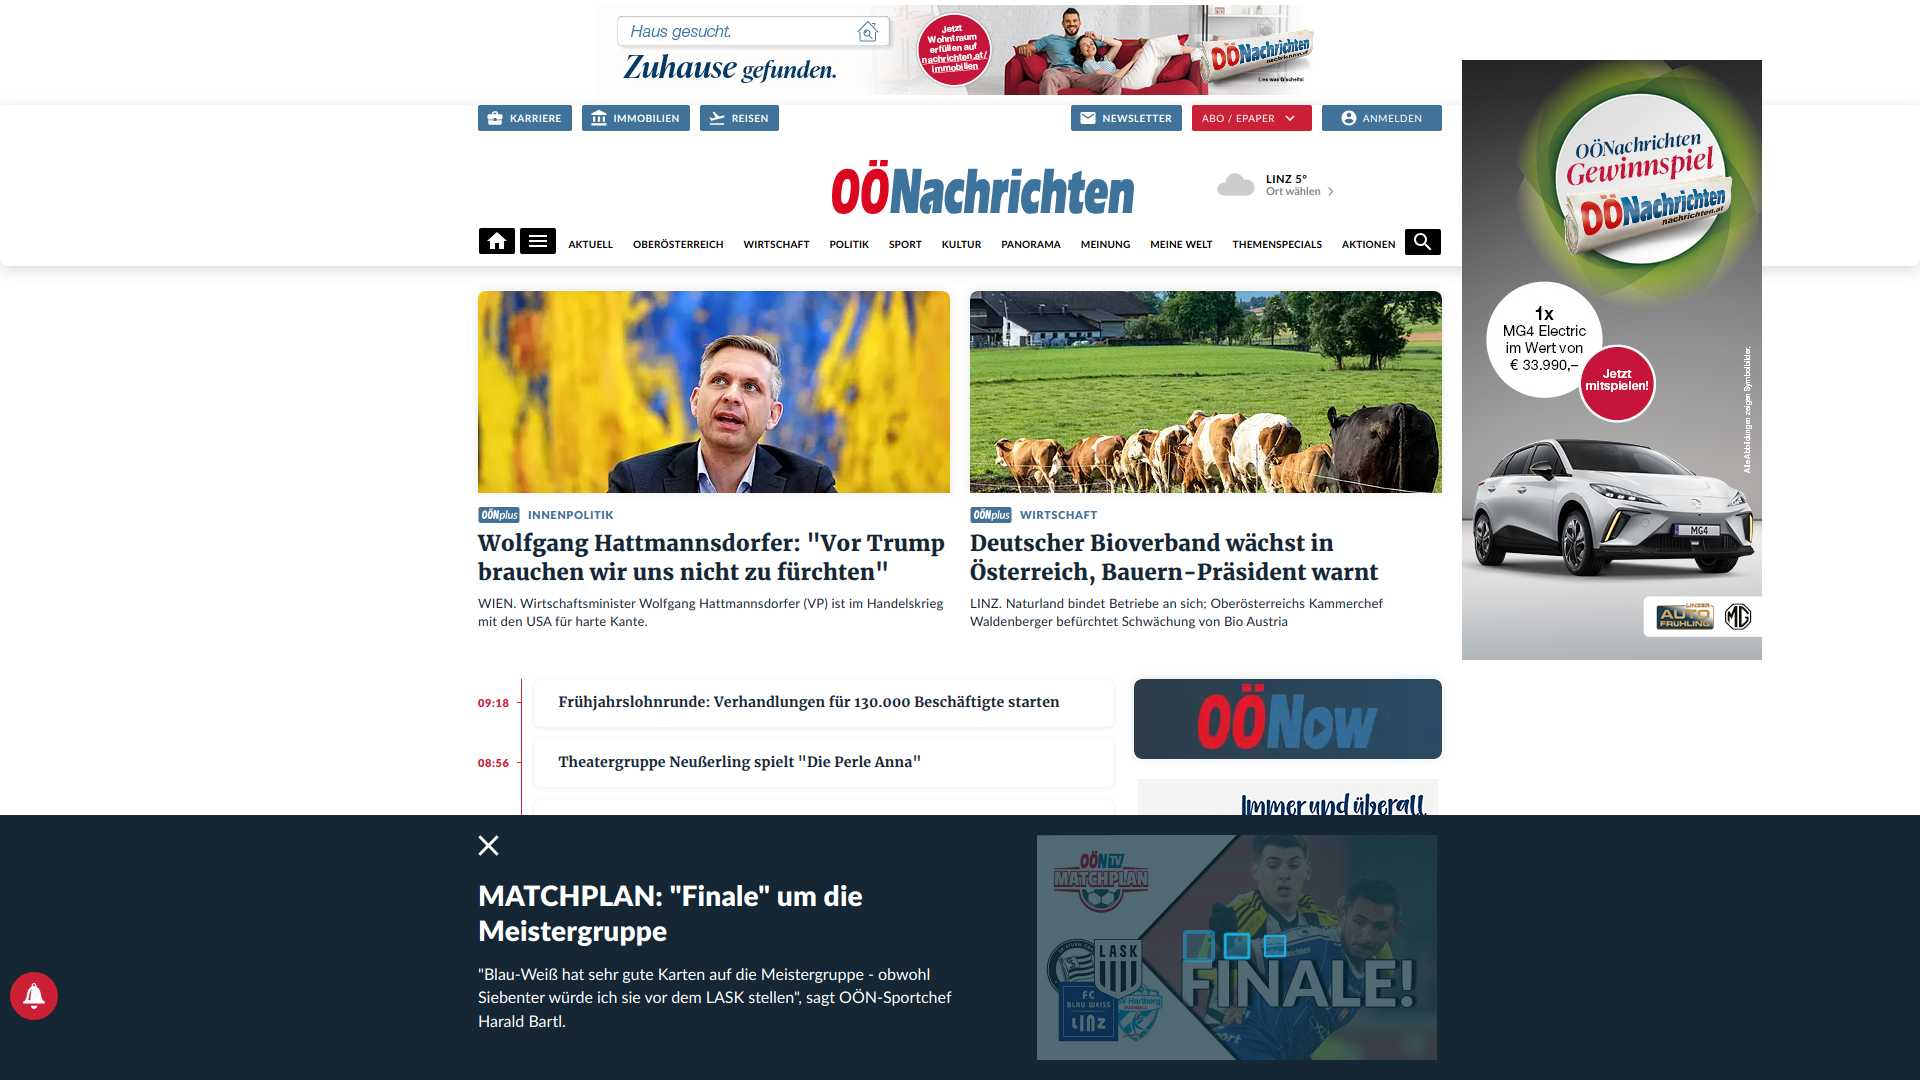 Haus gesucht.
Zuhause gefunden.
Jetzt
Wohntraum
erfüllen auf
nachrichten.at/
immobilien
OÖNachrichten
nachrichten.at
Lies was G'scheits!
KARRIERE
IMMOBILIEN
REISEN
NEWSLETTER
ABO / EPAPER
ANMELDEN
OÖNachrichten
LINZ 5°
Ort wählen
AKTUELL
OBERÖSTERREICH
WIRTSCHAFT
POLITIK
SPORT
KULTUR
PANORAMA
MEINUNG
MEINE WELT
THEMENSPECIALS
AKTIONEN
OÖNachrichten
Gewinnspiel
OÖNachrichten
nachrichten.at
1x
MG4 Electric
im Wert von
€ 33.990,–
Jetzt
mitspielen!
Alle Abbildungen zeigen Symbolbilder.
MG4
LINZER
AUTO
FRÜHLING
MG
OÖNplus INNENPOLITIK
Wolfgang Hattmannsdorfer: "Vor Trump
brauchen wir uns nicht zu fürchten"
WIEN. Wirtschaftsminister Wolfgang Hattmannsdorfer (VP) ist im Handelskrieg
mit den USA für harte Kante.
OÖNplus WIRTSCHAFT
Deutscher Bioverband wächst in
Österreich, Bauern-Präsident warnt
LINZ. Naturland bindet Betriebe an sich; Oberösterreichs Kammerchef
Waldenberger befürchtet Schwächung von Bio Austria
09:18
Frühjahrslohnrunde: Verhandlungen für 130.000 Beschäftigte starten
08:56
Theatergruppe Neußerling spielt "Die Perle Anna"
OÖNow
Immer und überall
MATCHPLAN: "Finale" um die
Meistergruppe
"Blau-Weiß hat sehr gute Karten auf die Meistergruppe - obwohl
Siebenter würde ich sie vor dem LASK stellen", sagt OÖN-Sportchef
Harald Bartl.
OÖN TV
MATCHPLAN
LASK
FC
BLAU WEISS
LINZ
Hartberg
FINALE!